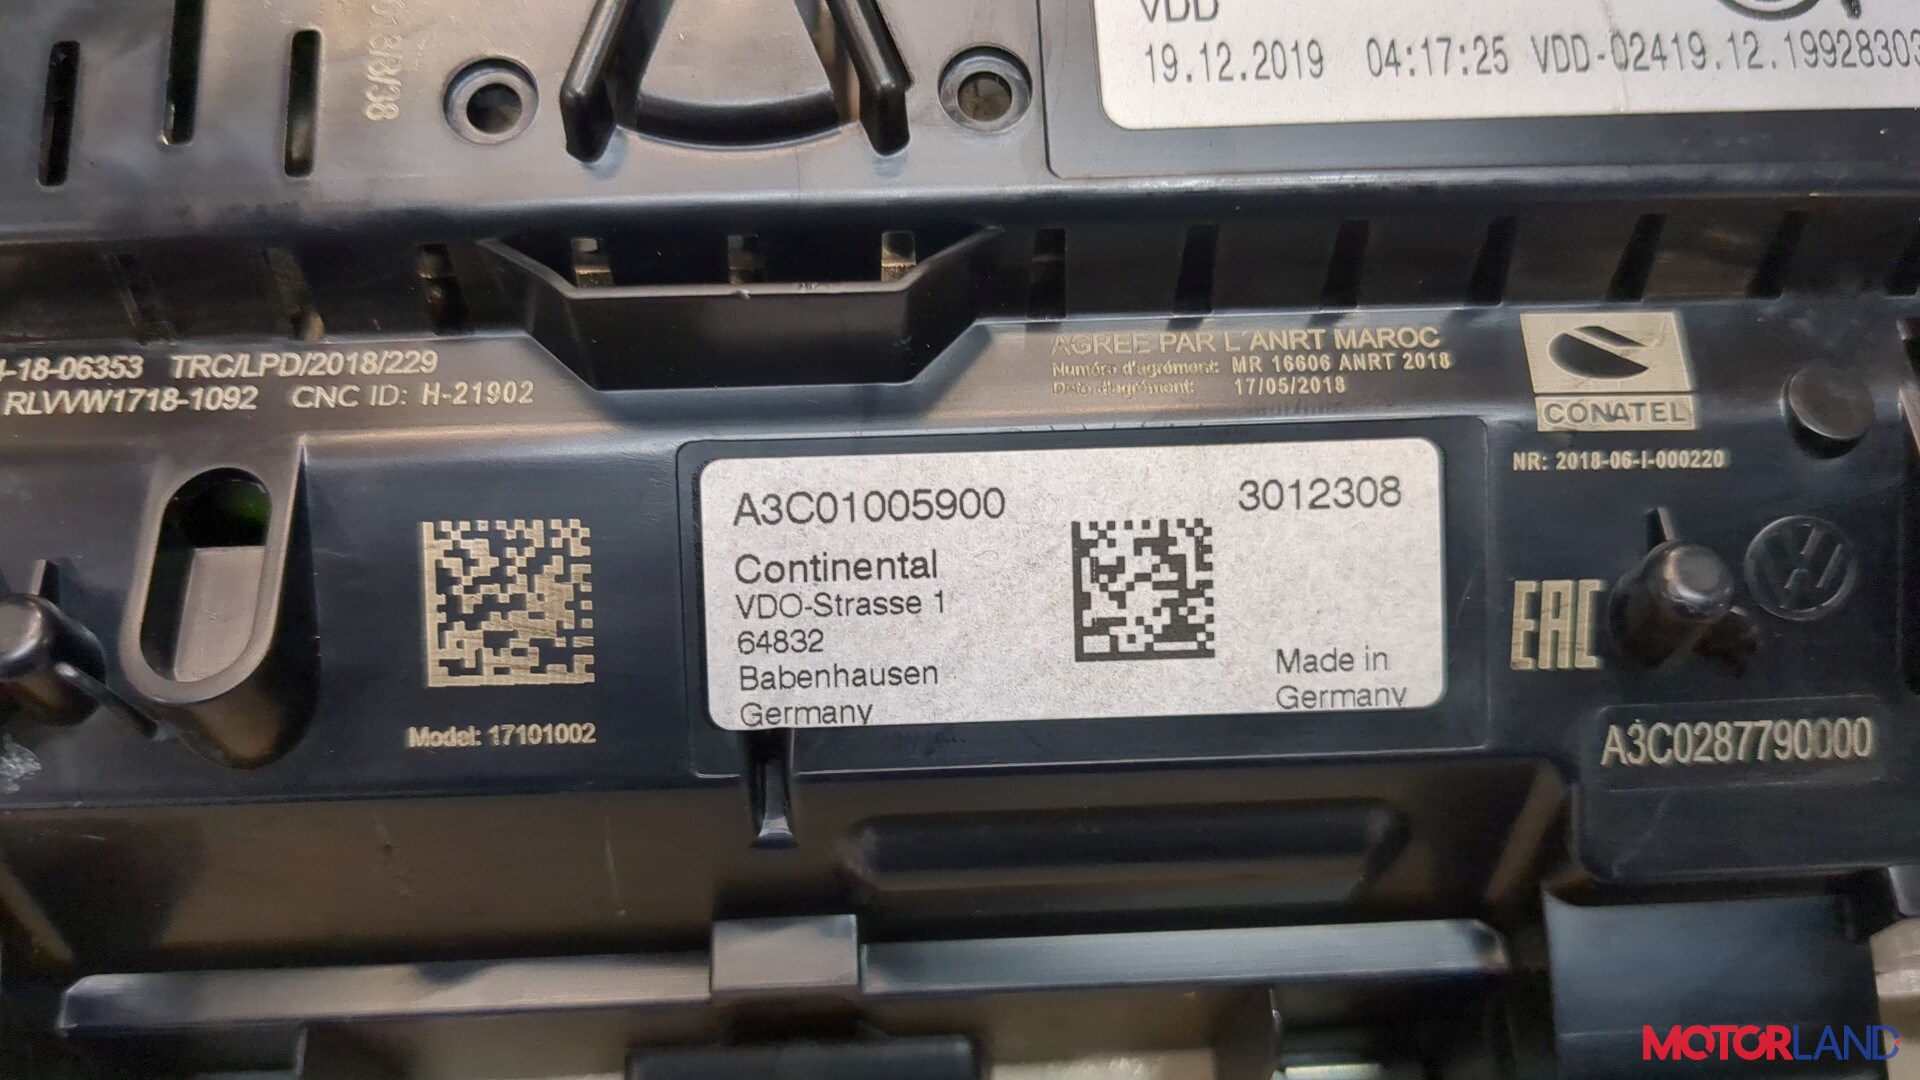 VDD
19.12.2019 04:17:25 VDD-02419.12.19928303
-18-06353 TRC/LPD/2018/229
RLVVW1718-1092 CNC ID: H-21902
AGREE PAR L'ANRT MAROC
Numéro d'agrément: MR 16606 ANRT 2018
Date d'agrément: 17/05/2018
CONATEL
NR: 2018-06-I-000220
A3C01005900
3012308
Continental
VDO-Strasse 1
64832
Babenhausen
Germany
Made in
Germany
EAC
Model: 17101002
A3C0287790000
MOTORLAND